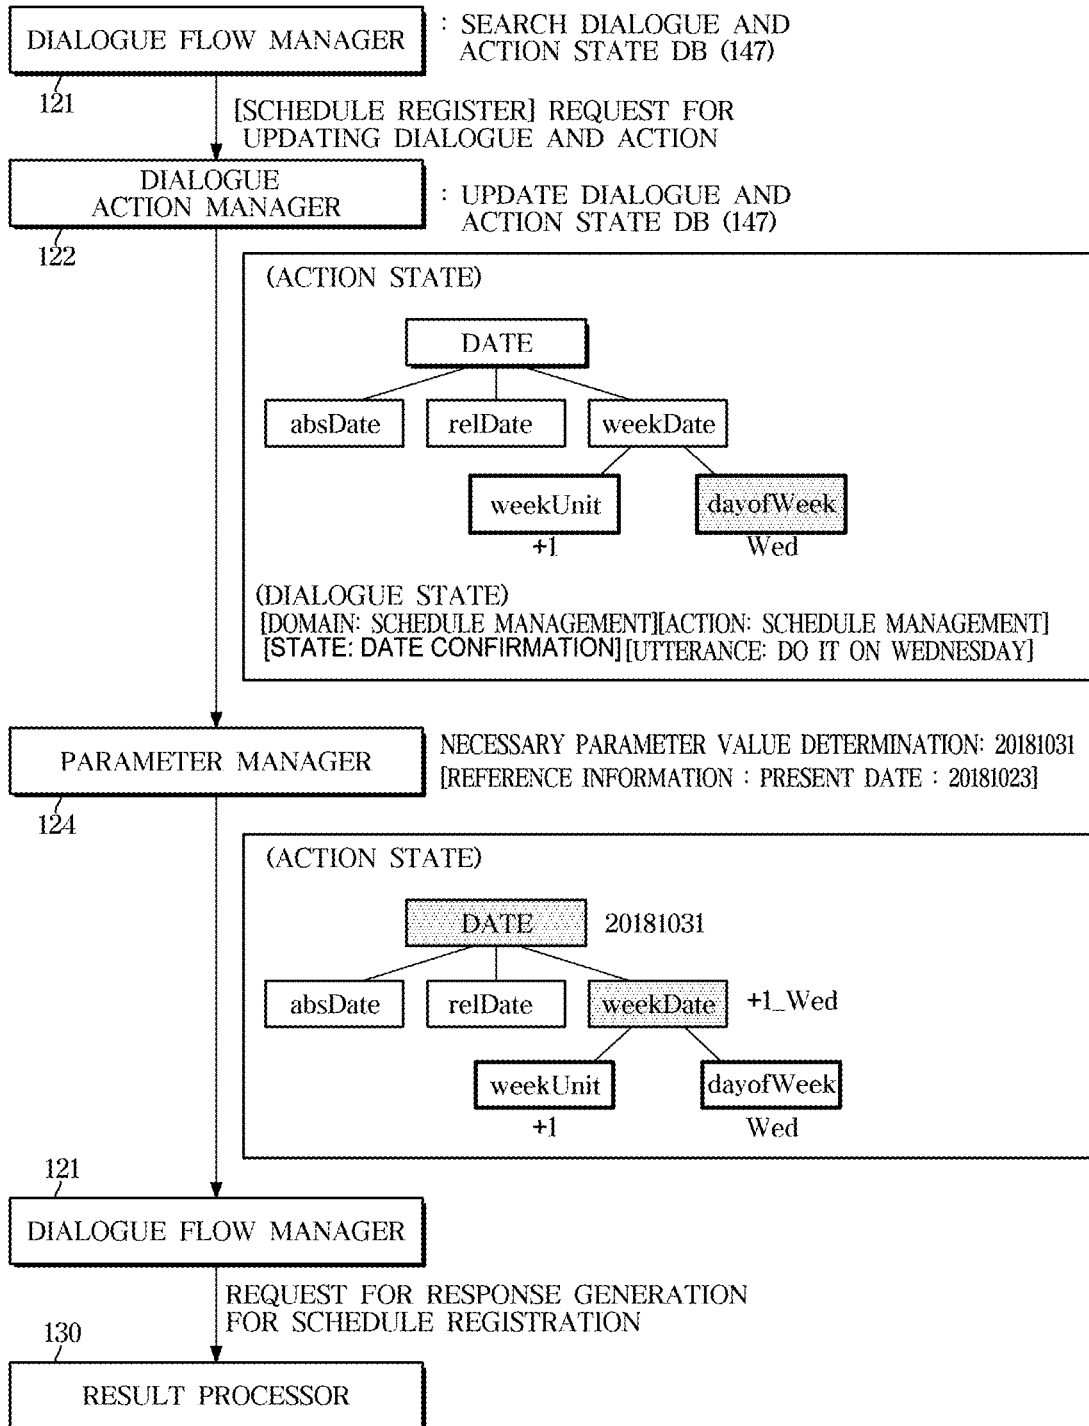 DIALOGUE FLOW MANAGER
: SEARCH DIALOGUE AND
ACTION STATE DB (147)
121
[SCHEDULE REGISTER] REQUEST FOR
UPDATING DIALOGUE AND ACTION
DIALOGUE
ACTION MANAGER
: UPDATE DIALOGUE AND
ACTION STATE DB (147)
122
(ACTION STATE)
DATE
absDate relDate weekDate
weekUnit dayofWeek
+1 Wed
(DIALOGUE STATE)
[DOMAIN: SCHEDULE MANAGEMENT][ACTION: SCHEDULE MANAGEMENT]
[STATE: DATE CONFIRMATION][UTTERANCE: DO IT ON WEDNESDAY]
PARAMETER MANAGER
NECESSARY PARAMETER VALUE DETERMINATION: 20181031
[REFERENCE INFORMATION : PRESENT DATE : 20181023]
124
(ACTION STATE)
DATE 20181031
absDate relDate weekDate +1_Wed
weekUnit dayofWeek
+1 Wed
121
DIALOGUE FLOW MANAGER
REQUEST FOR RESPONSE GENERATION
FOR SCHEDULE REGISTRATION
130
RESULT PROCESSOR